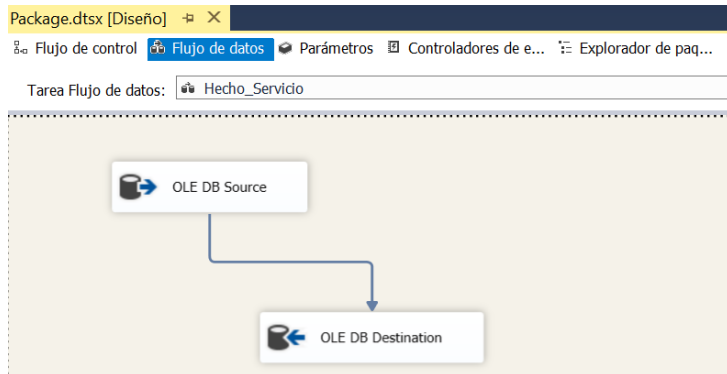 Package.dtsx [Diseño]
Flujo de control Flujo de datos Parámetros Controladores de e... Explorador de paq...
Tarea Flujo de datos: Hecho_Servicio
OLE DB Source
OLE DB Destination